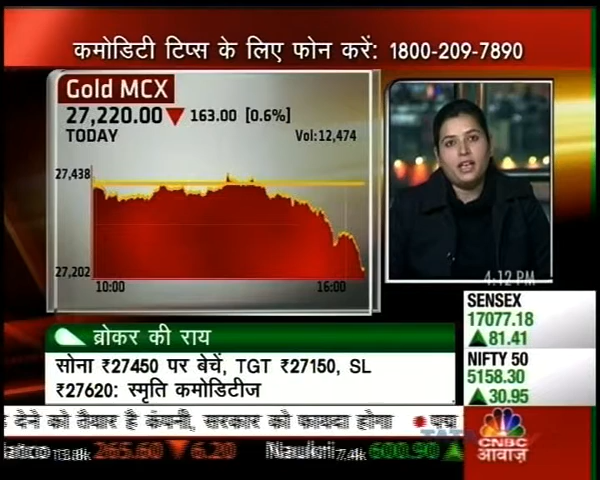 कमोडिटी टिप्स के लिए फोन करें: 1800-209-7890
Gold MCX
27,220.00 ▼ 163.00 [0.6%]
TODAY Vol:12,474
27,438
27,202
10:00 16:00
4:12 PM
SENSEX
17077.18
▲81.41
NIFTY 50
5158.30
▲30.95
ब्रोकर की राय
सोना ₹27450 पर बेचें, TGT ₹27150, SL
₹27620: स्मृति कमोडिटीज
देने को तैयार है कंपनी, सरकार को फायदा होगा
265.60 ▼ 6.20 Naukri 7.4k 600.90 ▲
CNBC
आवाज़